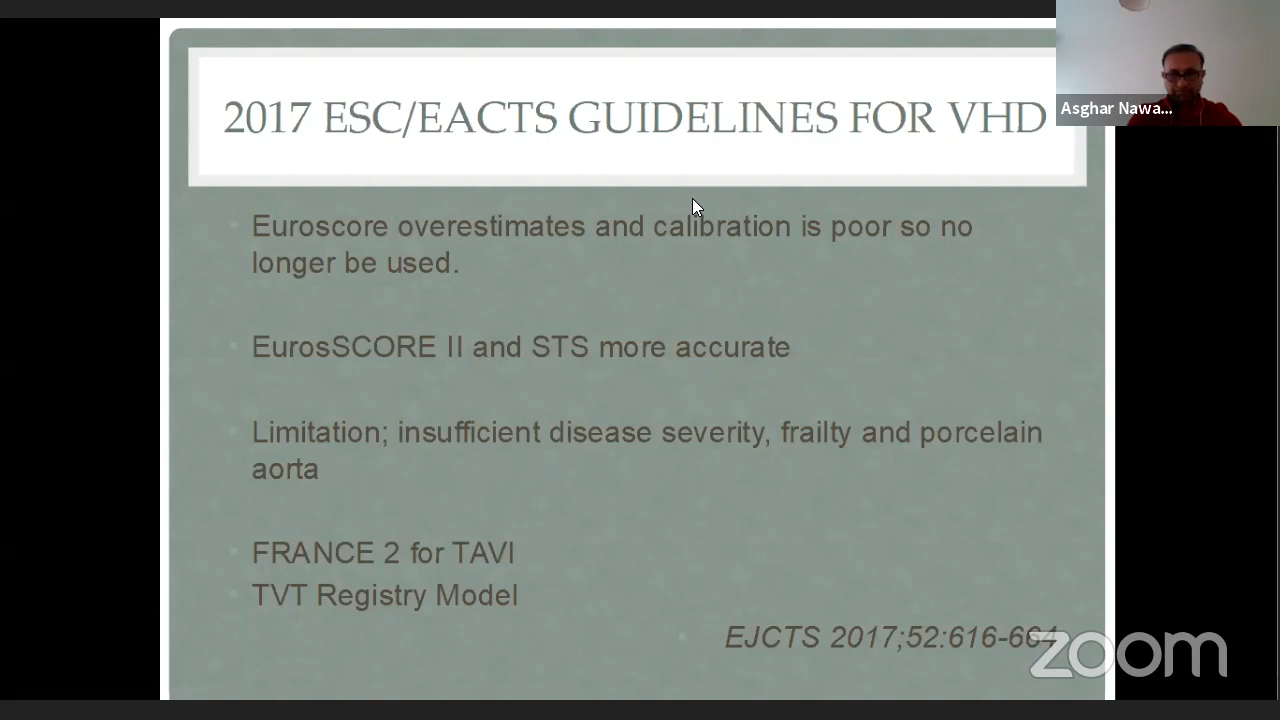 2017 ESC/EACTS GUIDELINES FOR VHD
Asghar Nawa...
Euroscore overestimates and calibration is poor so no
longer be used.
EurosSCORE II and STS more accurate
Limitation; insufficient disease severity, frailty and porcelain
aorta
FRANCE 2 for TAVI
TVT Registry Model
EJCTS 2017;52:616-664
zoom